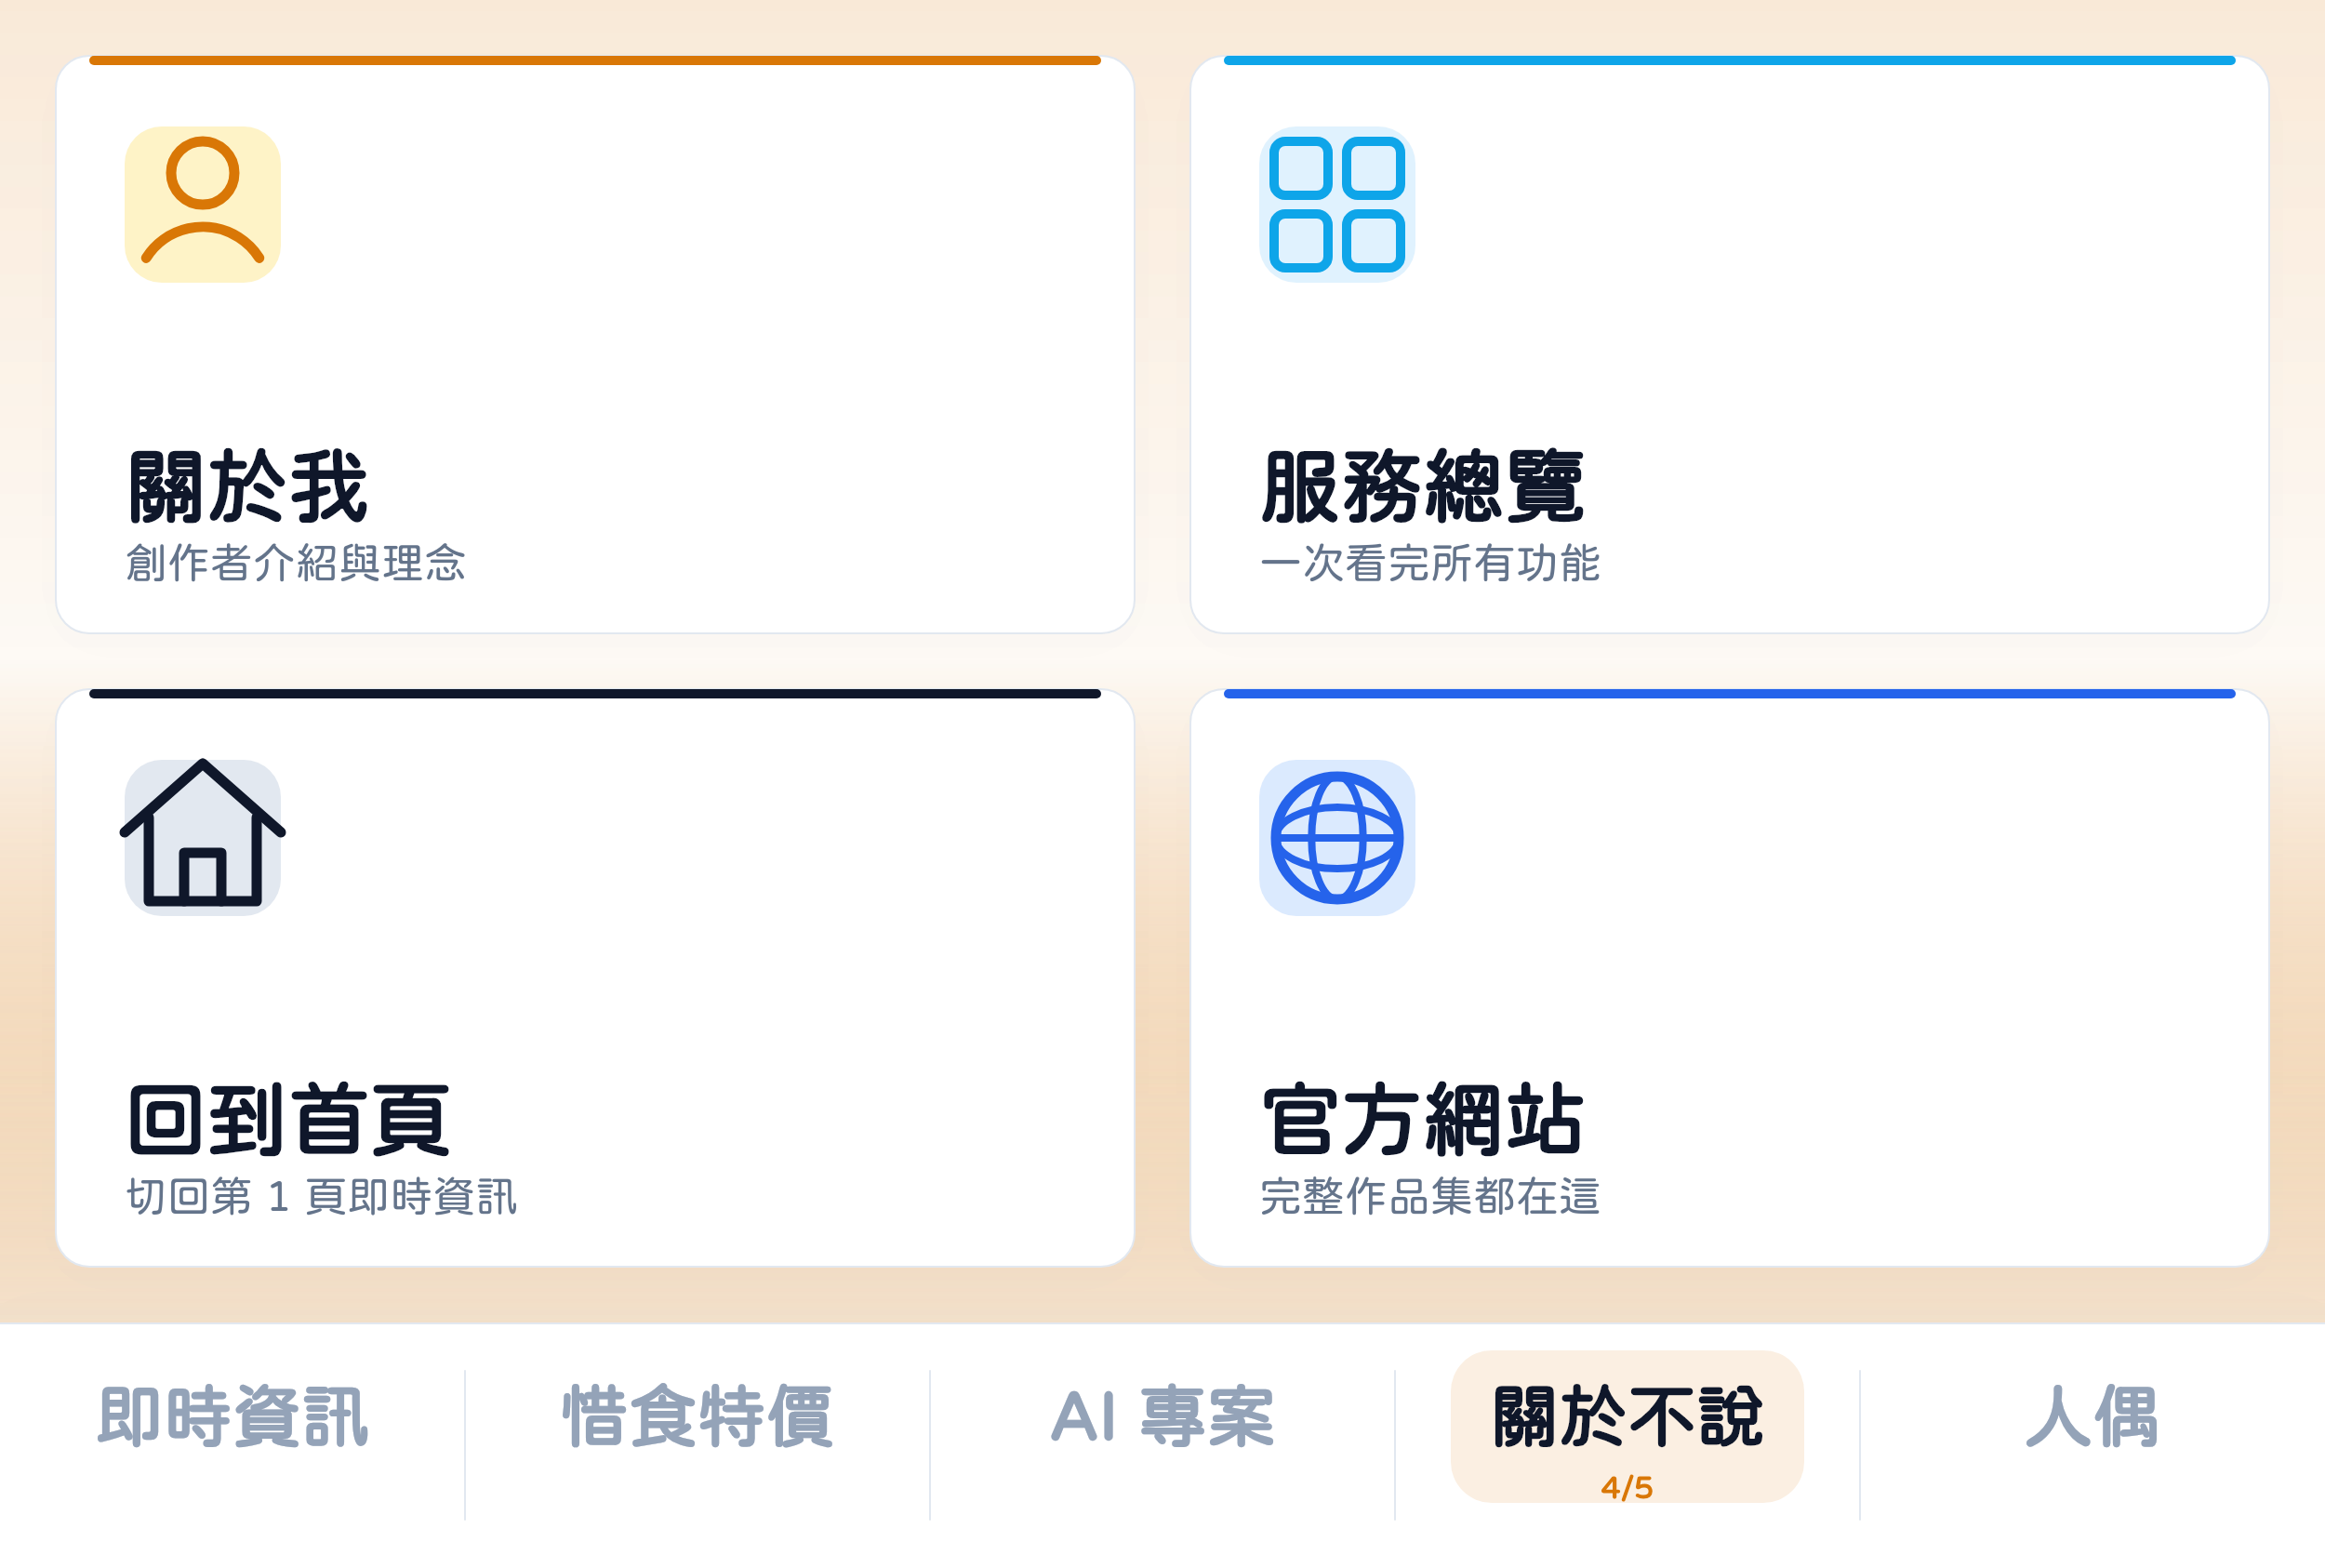 關於我
創作者介紹與理念
服務總覽
一次看完所有功能
回到首頁
切回第 1 頁即時資訊
官方網站
完整作品集都在這
即時資訊
惜食特價
AI 專案
關於不說
4/5
人偶